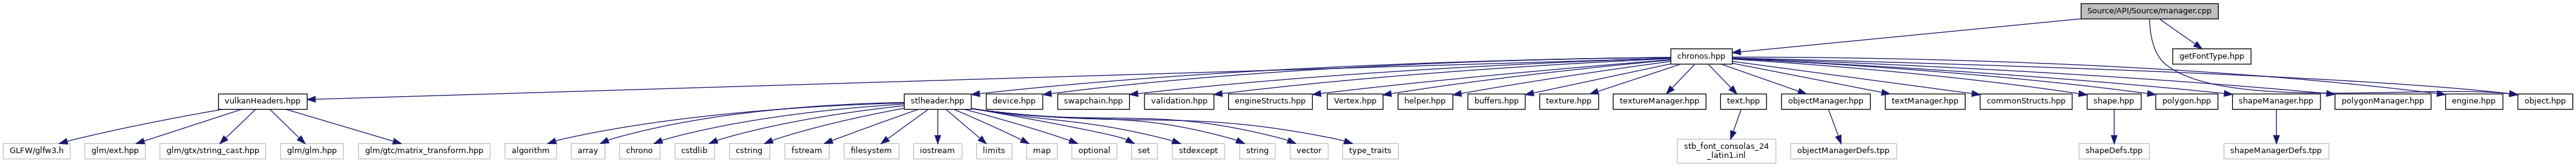 Source/API/Source/manager.cpp
chronos.hpp
getFontType.hpp
vulkanHeaders.hpp
stlheader.hpp
device.hpp
swapchain.hpp
validation.hpp
engineStructs.hpp
Vertex.hpp
helper.hpp
buffers.hpp
texture.hpp
textureManager.hpp
text.hpp
objectManager.hpp
textManager.hpp
commonStructs.hpp
shape.hpp
polygon.hpp
shapeManager.hpp
polygonManager.hpp
engine.hpp
object.hpp
GLFW/glfw3.h
glm/ext.hpp
glm/gtx/string_cast.hpp
glm/glm.hpp
glm/gtc/matrix_transform.hpp
algorithm
array
chrono
cstdlib
cstring
fstream
filesystem
iostream
limits
map
optional
set
stdexcept
string
vector
type_traits
stb_font_consolas_24
_latin1.inl
objectManagerDefs.tpp
shapeDefs.tpp
shapeManagerDefs.tpp